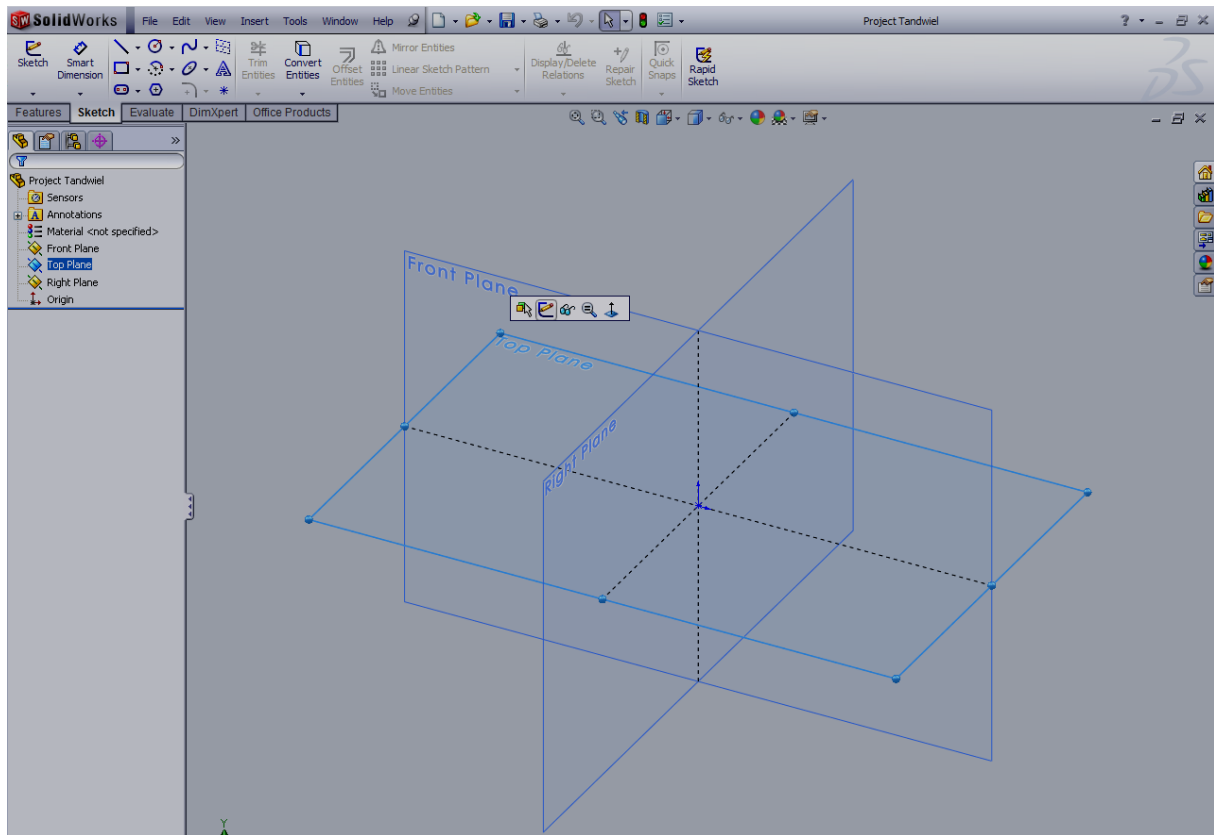 SolidWorks File Edit View Insert Tools Window Help Project Tandwiel ?
Sketch Smart Dimension Trim Entities Convert Entities Offset Entities Mirror Entities Linear Sketch Pattern Move Entities Display/Delete Relations Repair Sketch Quick Snaps Rapid Sketch
Features Sketch Evaluate DimXpert Office Products
Project Tandwiel
Sensors
A Annotations
Material <not specified>
Front Plane
Top Plane
Right Plane
Origin
Front Plane
Top Plane
Right Plane
Y